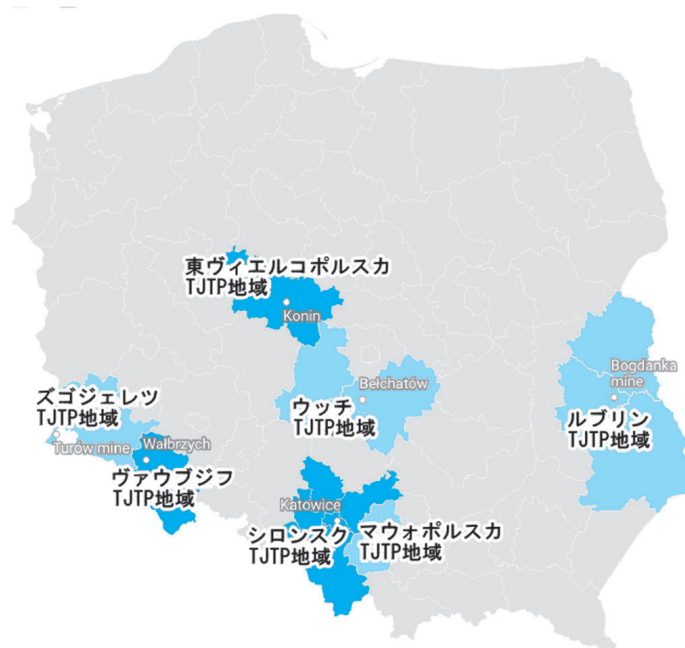 東ヴィエルコポルスカ
TJTP地域
Konin
ズゴジェレツ
TJTP地域
Turów mine
Wałbrzych
ヴァウブジフ
TJTP地域
Bełchatów
ウッチ
TJTP地域
Bogdanka
mine
ルブリン
TJTP地域
Katowice
シロンスク
TJTP地域
マウォポルスカ
TJTP地域